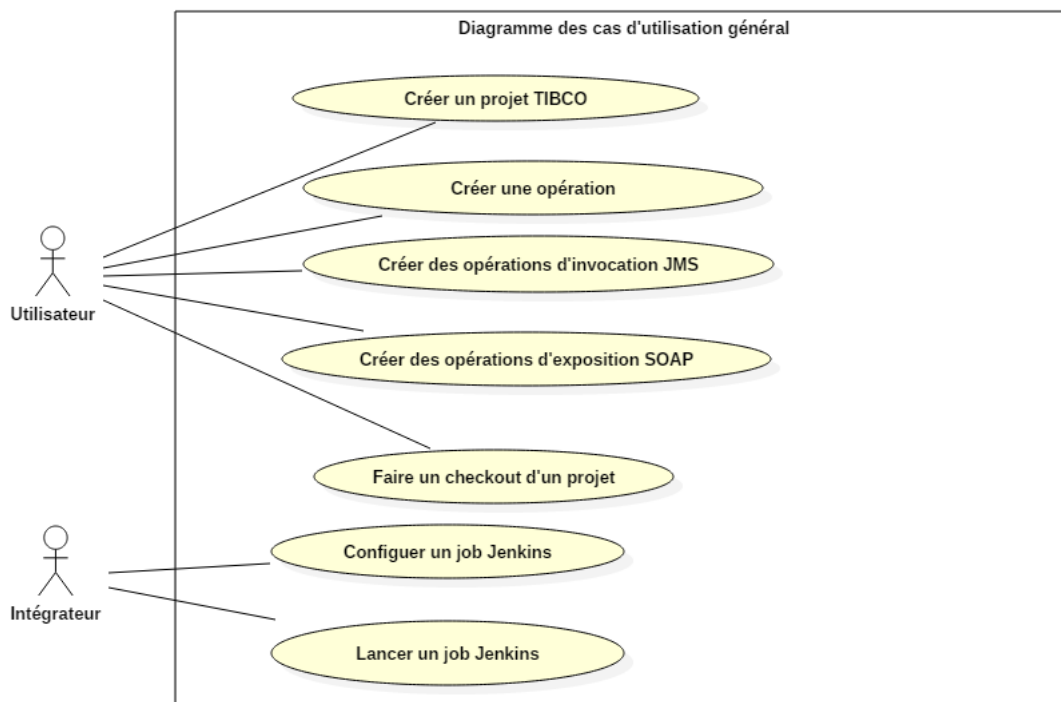 Diagramme des cas d'utilisation général
Créer un projet TIBCO
Créer une opération
Créer des opérations d'invocation JMS
Utilisateur
Créer des opérations d'exposition SOAP
Faire un checkout d'un projet
Configuer un job Jenkins
Intégrateur
Lancer un job Jenkins